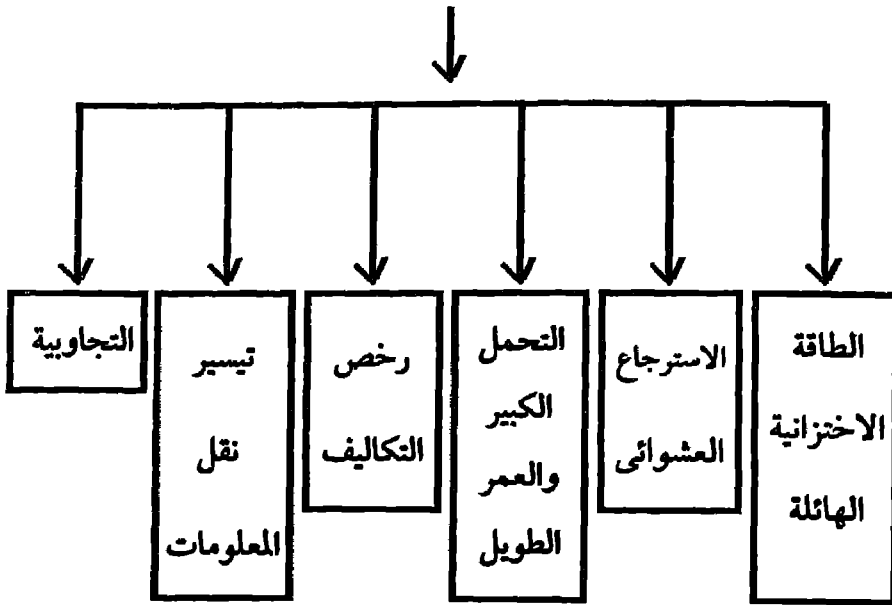 الطاقة
الاختزانية
الهائلة
الاسترجاع
العشوائى
التحمل
الكبير
والعمر
الطويل
رخص
التكاليف
تيسير
نقل
المعلومات
التجاوبية